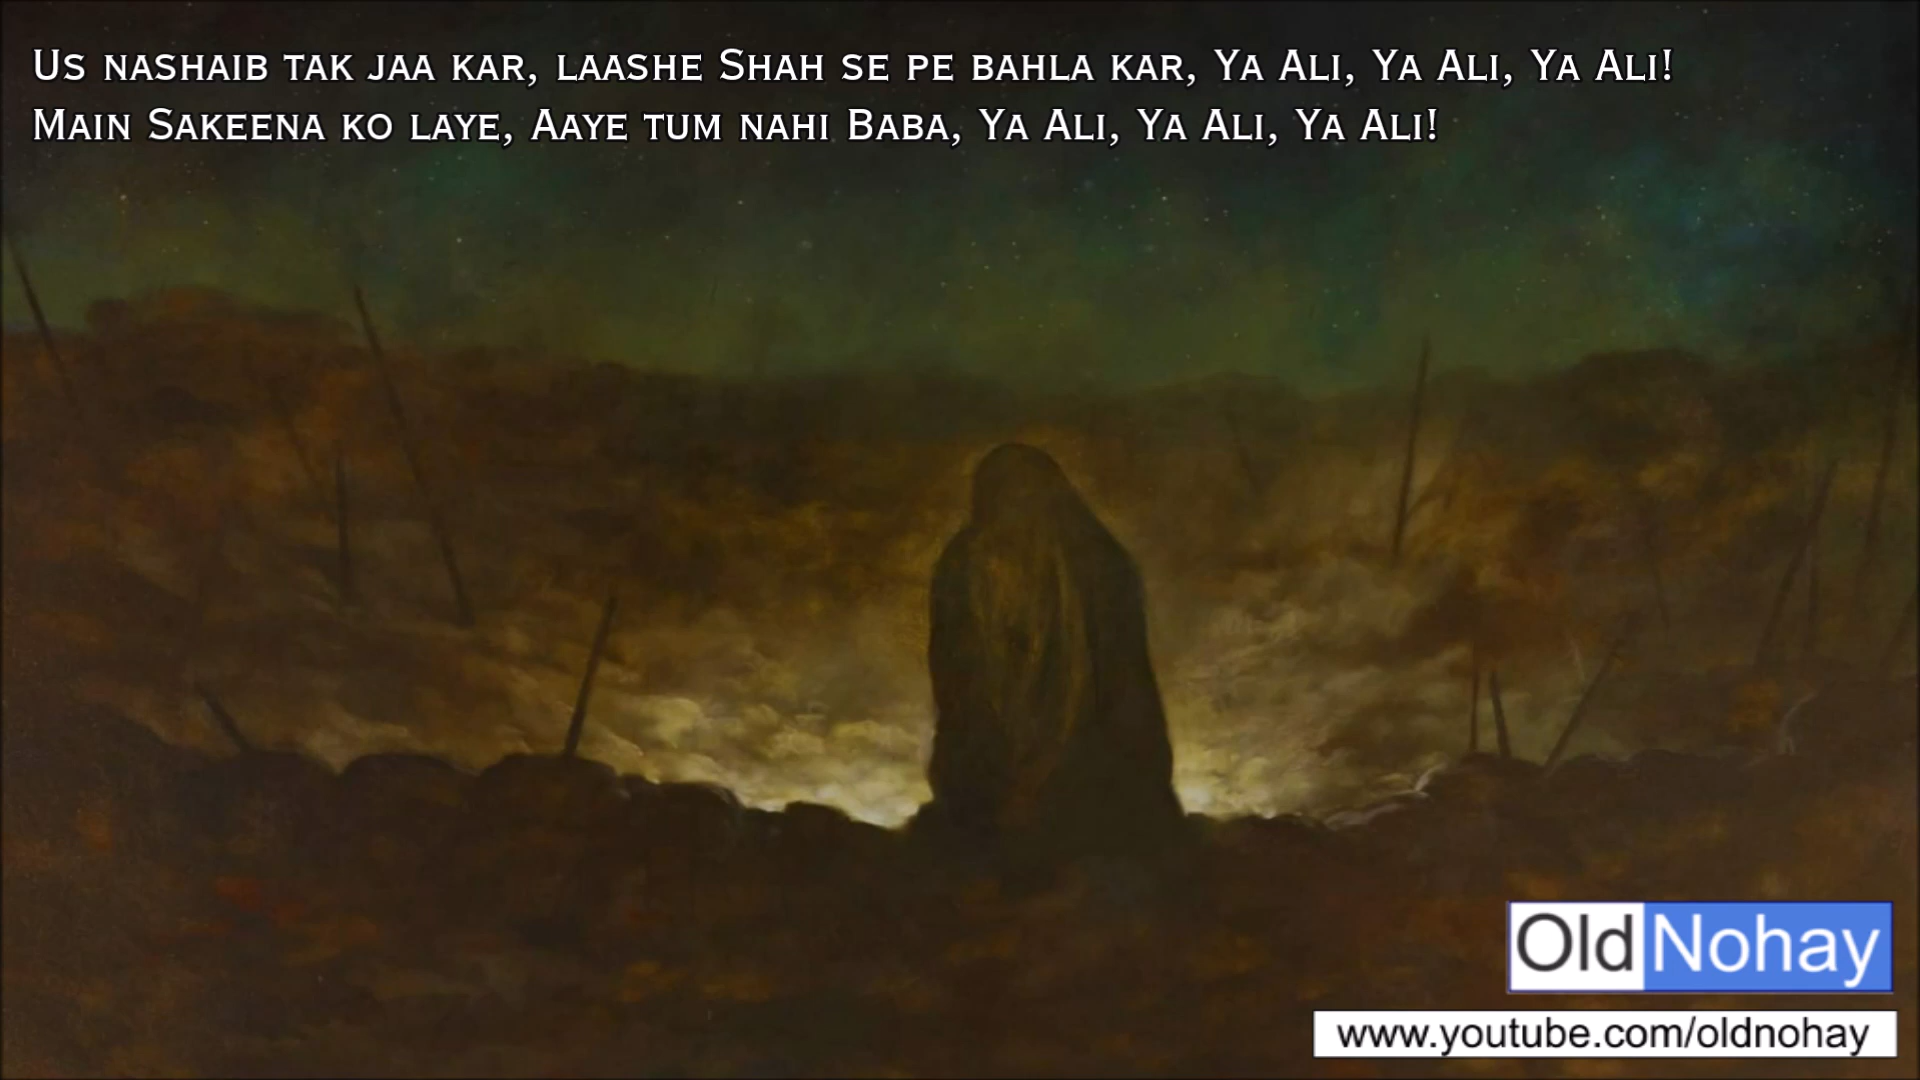 Us nashaib tak jaa kar, laashe Shah se pe bahla kar, Ya Ali, Ya Ali, Ya Ali!
Main Sakeena ko laye, Aaye tum nahi Baba, Ya Ali, Ya Ali, Ya Ali!
OldNohay
www.youtube.com/oldnohay